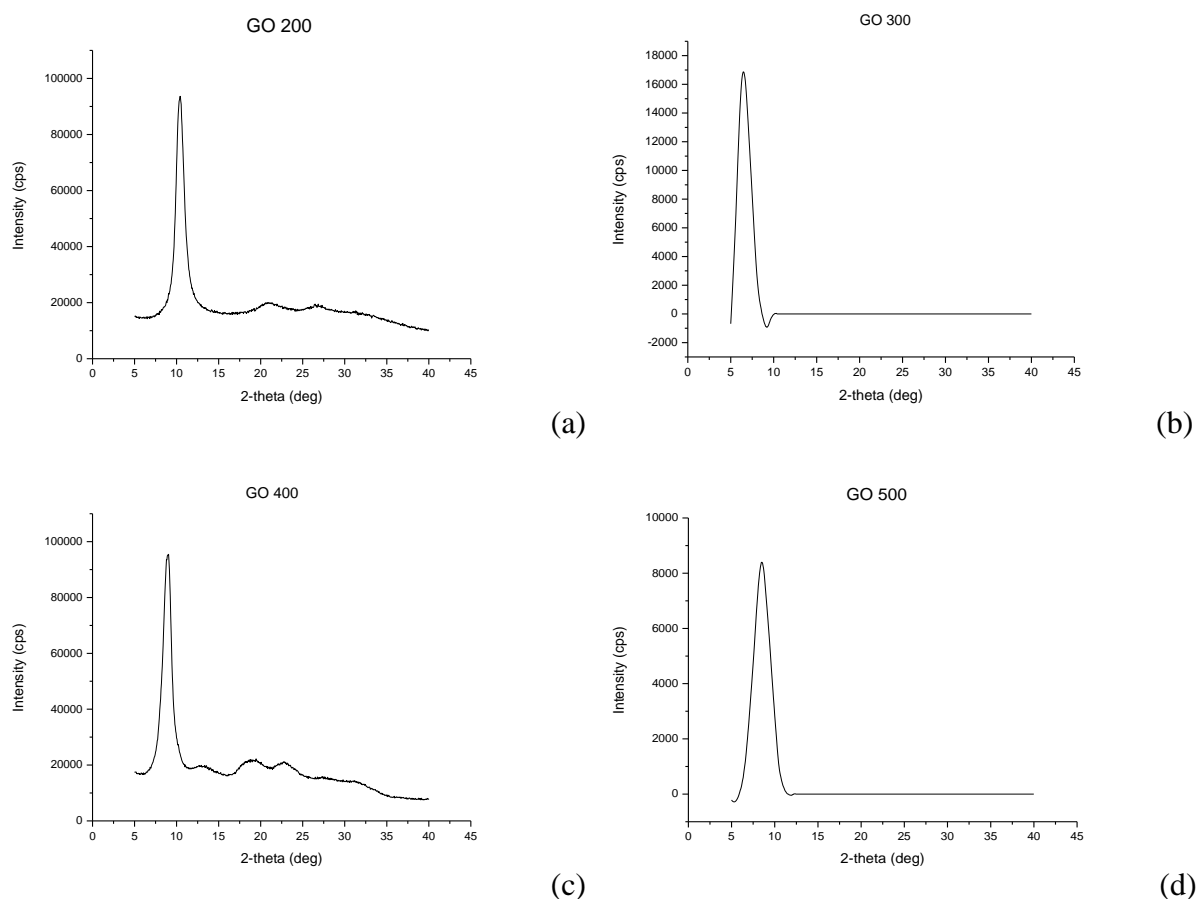 GO 200
100000
80000
60000
40000
20000
0
Intensity (cps)
0 5 10 15 20 25 30 35 40 45
2-theta (deg)
(a)
GO 300
18000
16000
14000
12000
10000
8000
6000
4000
2000
0
-2000
Intensity (cps)
0 5 10 15 20 25 30 35 40 45
2-theta (deg)
(b)
GO 400
100000
80000
60000
40000
20000
0
Intensity (cps)
0 5 10 15 20 25 30 35 40 45
2-theta (deg)
(c)
GO 500
10000
8000
6000
4000
2000
0
Intensity (cps)
0 5 10 15 20 25 30 35 40 45
2-theta (deg)
(d)